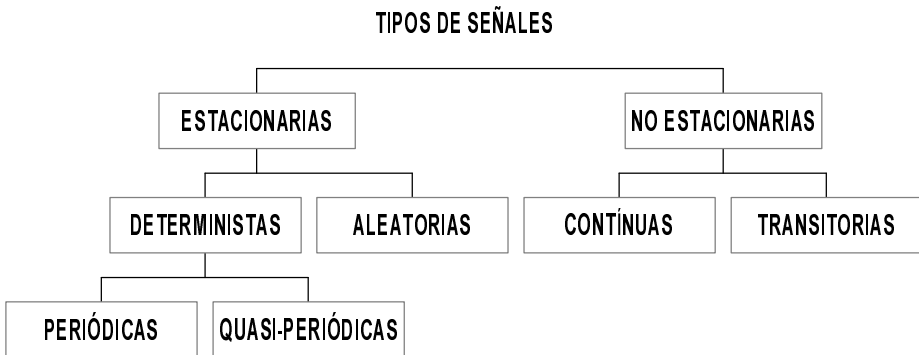 TIPOS DE SEÑALES
ESTACIONARIAS
NO ESTACIONARIAS
DETERMINISTAS
ALEATORIAS
CONTÍNUAS
TRANSITORIAS
PERIÓDICAS
QUASI-PERIÓDICAS